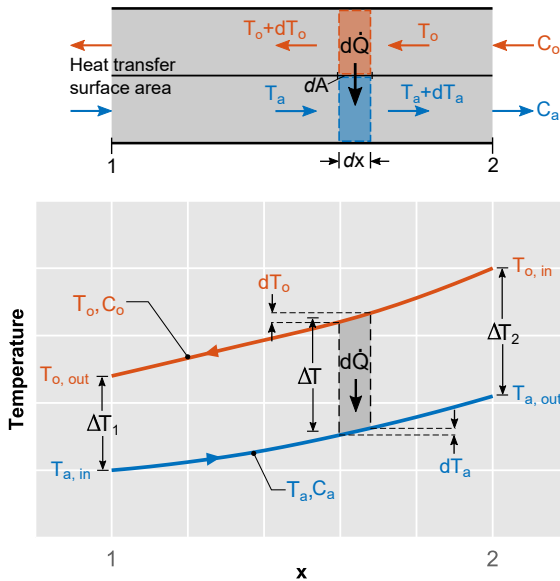 Tₒ+dTₒ
dQ̇
Tₒ
Cₒ
Heat transfer
surface area
dA
Tₐ
Tₐ+dTₐ
Cₐ
1
dx
2
dTₒ
Tₒ, in
Tₒ,Cₒ
ΔT₂
Tₒ, out
ΔT
dQ̇
Tₐ, out
ΔT₁
Tₐ, in
dTₐ
Tₐ,Cₐ
Temperature
1
2
x